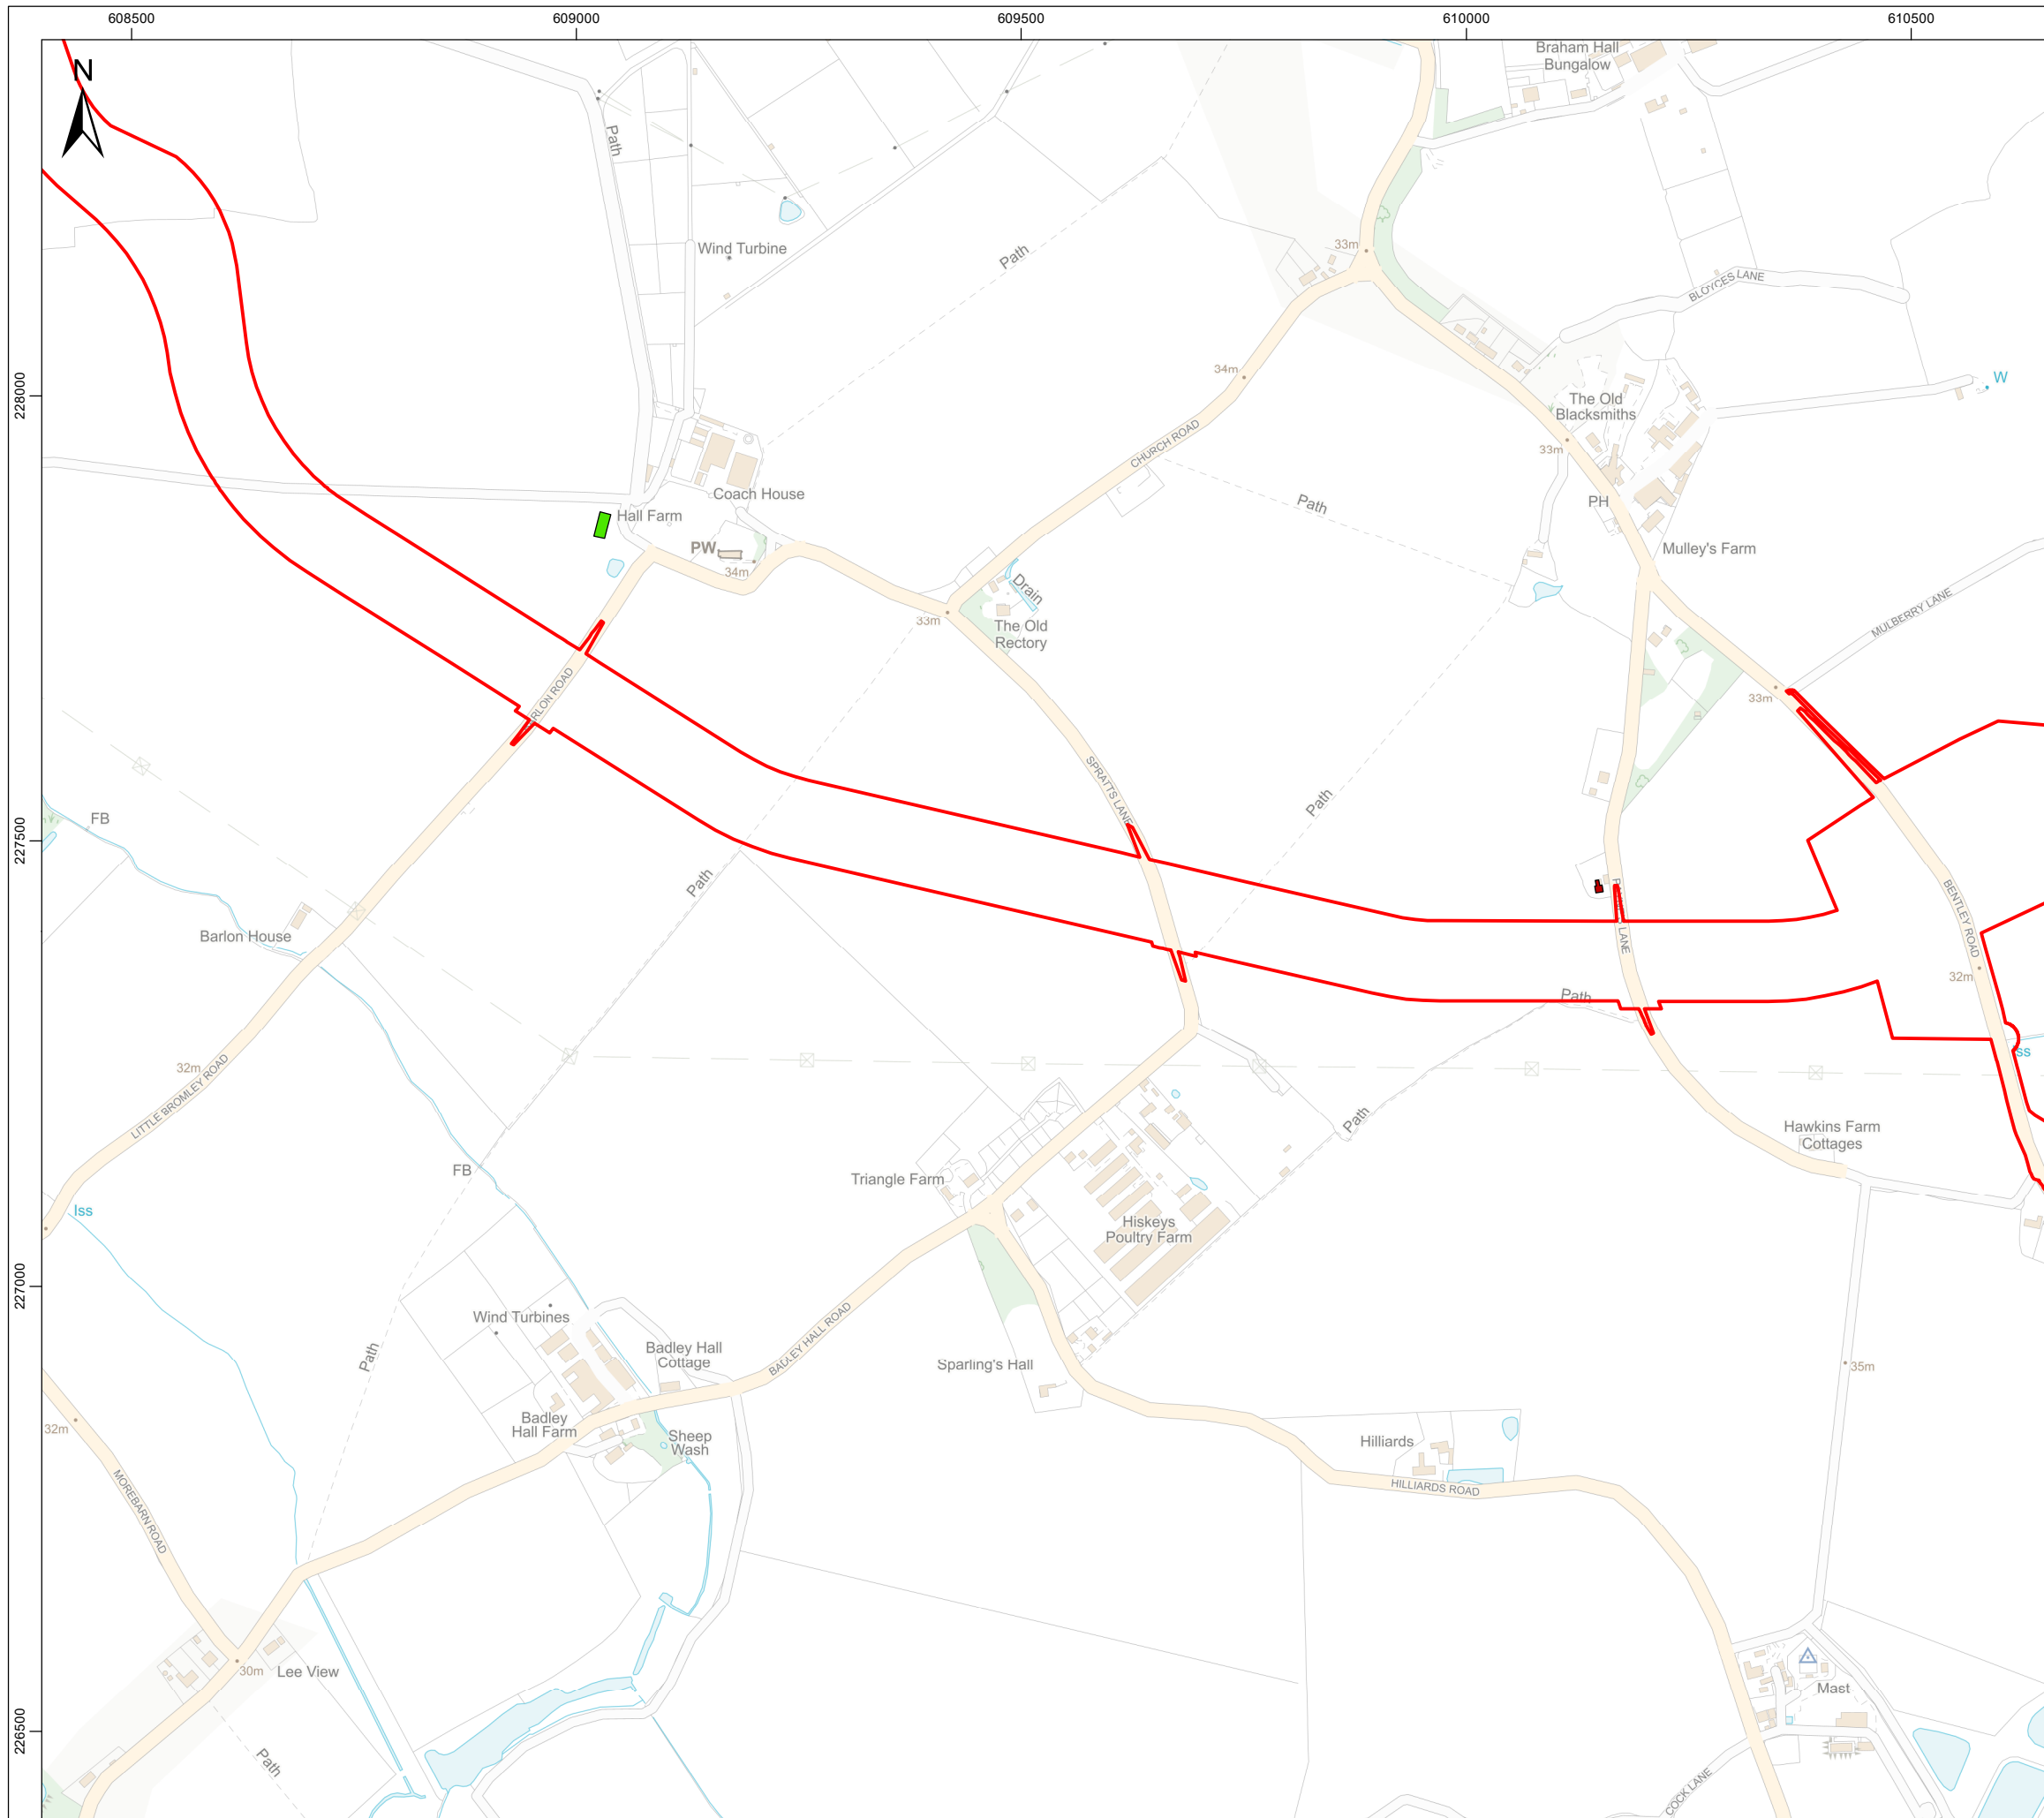 608500
609000
609500
610000
610500
N
Braham Hall
Bungalow
Path
Wind Turbine
Path
33m
BLOYCES LANE
228000
34m
W
The Old
Blacksmiths
CHURCH ROAD
33m
Coach House
Path
PH
Hall Farm
PW
34m
Mulley's Farm
Drain
33m
The Old
Rectory
MULBERRY LANE
33m
RLON ROAD
227500
SPRATTS LANE
Path
FB
Path
LANE
BENTLEY ROAD
Barlon House
32m
Path
32m
LITTLE BROMLEY ROAD
ss
Path
Hawkins Farm
Cottages
FB
Triangle Farm
Iss
Hiskeys
Poultry Farm
227000
Wind Turbines
Path
BADLEY HALL ROAD
Badley Hall
Cottage
Sparling's Hall
35m
32m
Badley
Hall Farm
Sheep
Wash
Hilliards
HILLIARDS ROAD
MOREBARN ROAD
30m
Lee View
Mast
226500
Path
COCK LANE